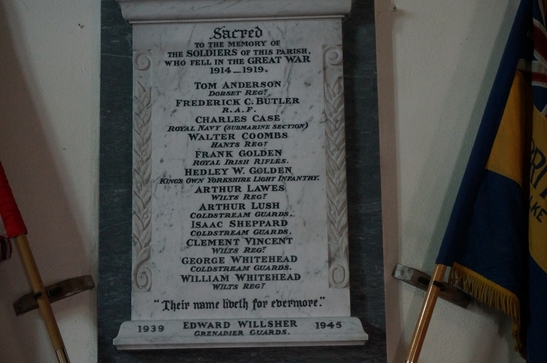 Sacred
TO THE MEMORY OF
THE SOLDIERS OF THIS PARISH,
WHO FELL IN THE GREAT WAR
1914-1919.
TOM ANDERSON
DORSET REGT
FREDERICK C. BUTLER
R.A.F.
CHARLES CASE
ROYAL NAVY (SUBMARINE SECTION)
WALTER COOMBS
HANTS REGT
FRANK GOLDEN
ROYAL IRISH RIFLES.
HEDLEY W. GOLDEN
KING'S OWN YORKSHIRE LIGHT INFANTRY.
ARTHUR LAWES
WILTS REGT
ARTHUR LUSH
COLDSTREAM GUARDS.
ISAAC SHEPPARD
COLDSTREAM GUARDS.
CLEMENT VINCENT
WILTS REGT
GEORGE WHITEHEAD
COLDSTREAM GUARDS.
WILLIAM WHITEHEAD
WILTS REGT
"Their name liveth for evermore."
1939 EDWARD WILLSHER 1945
GRENADIER GUARDS.